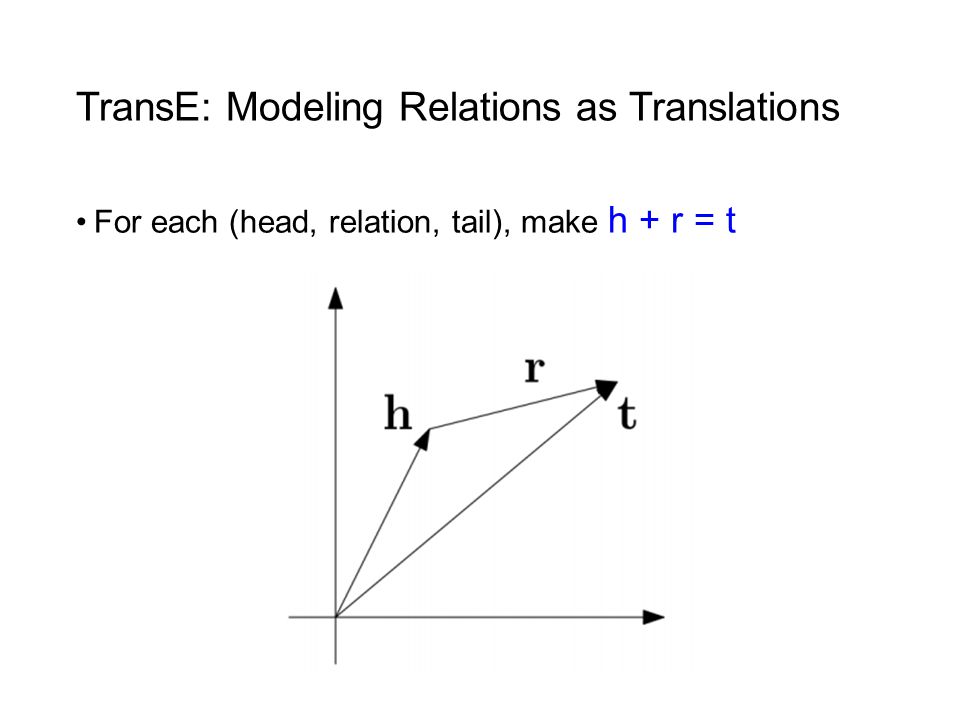 TransE: Modeling Relations as Translations
• For each (head, relation, tail), make h + r = t
r
h
t